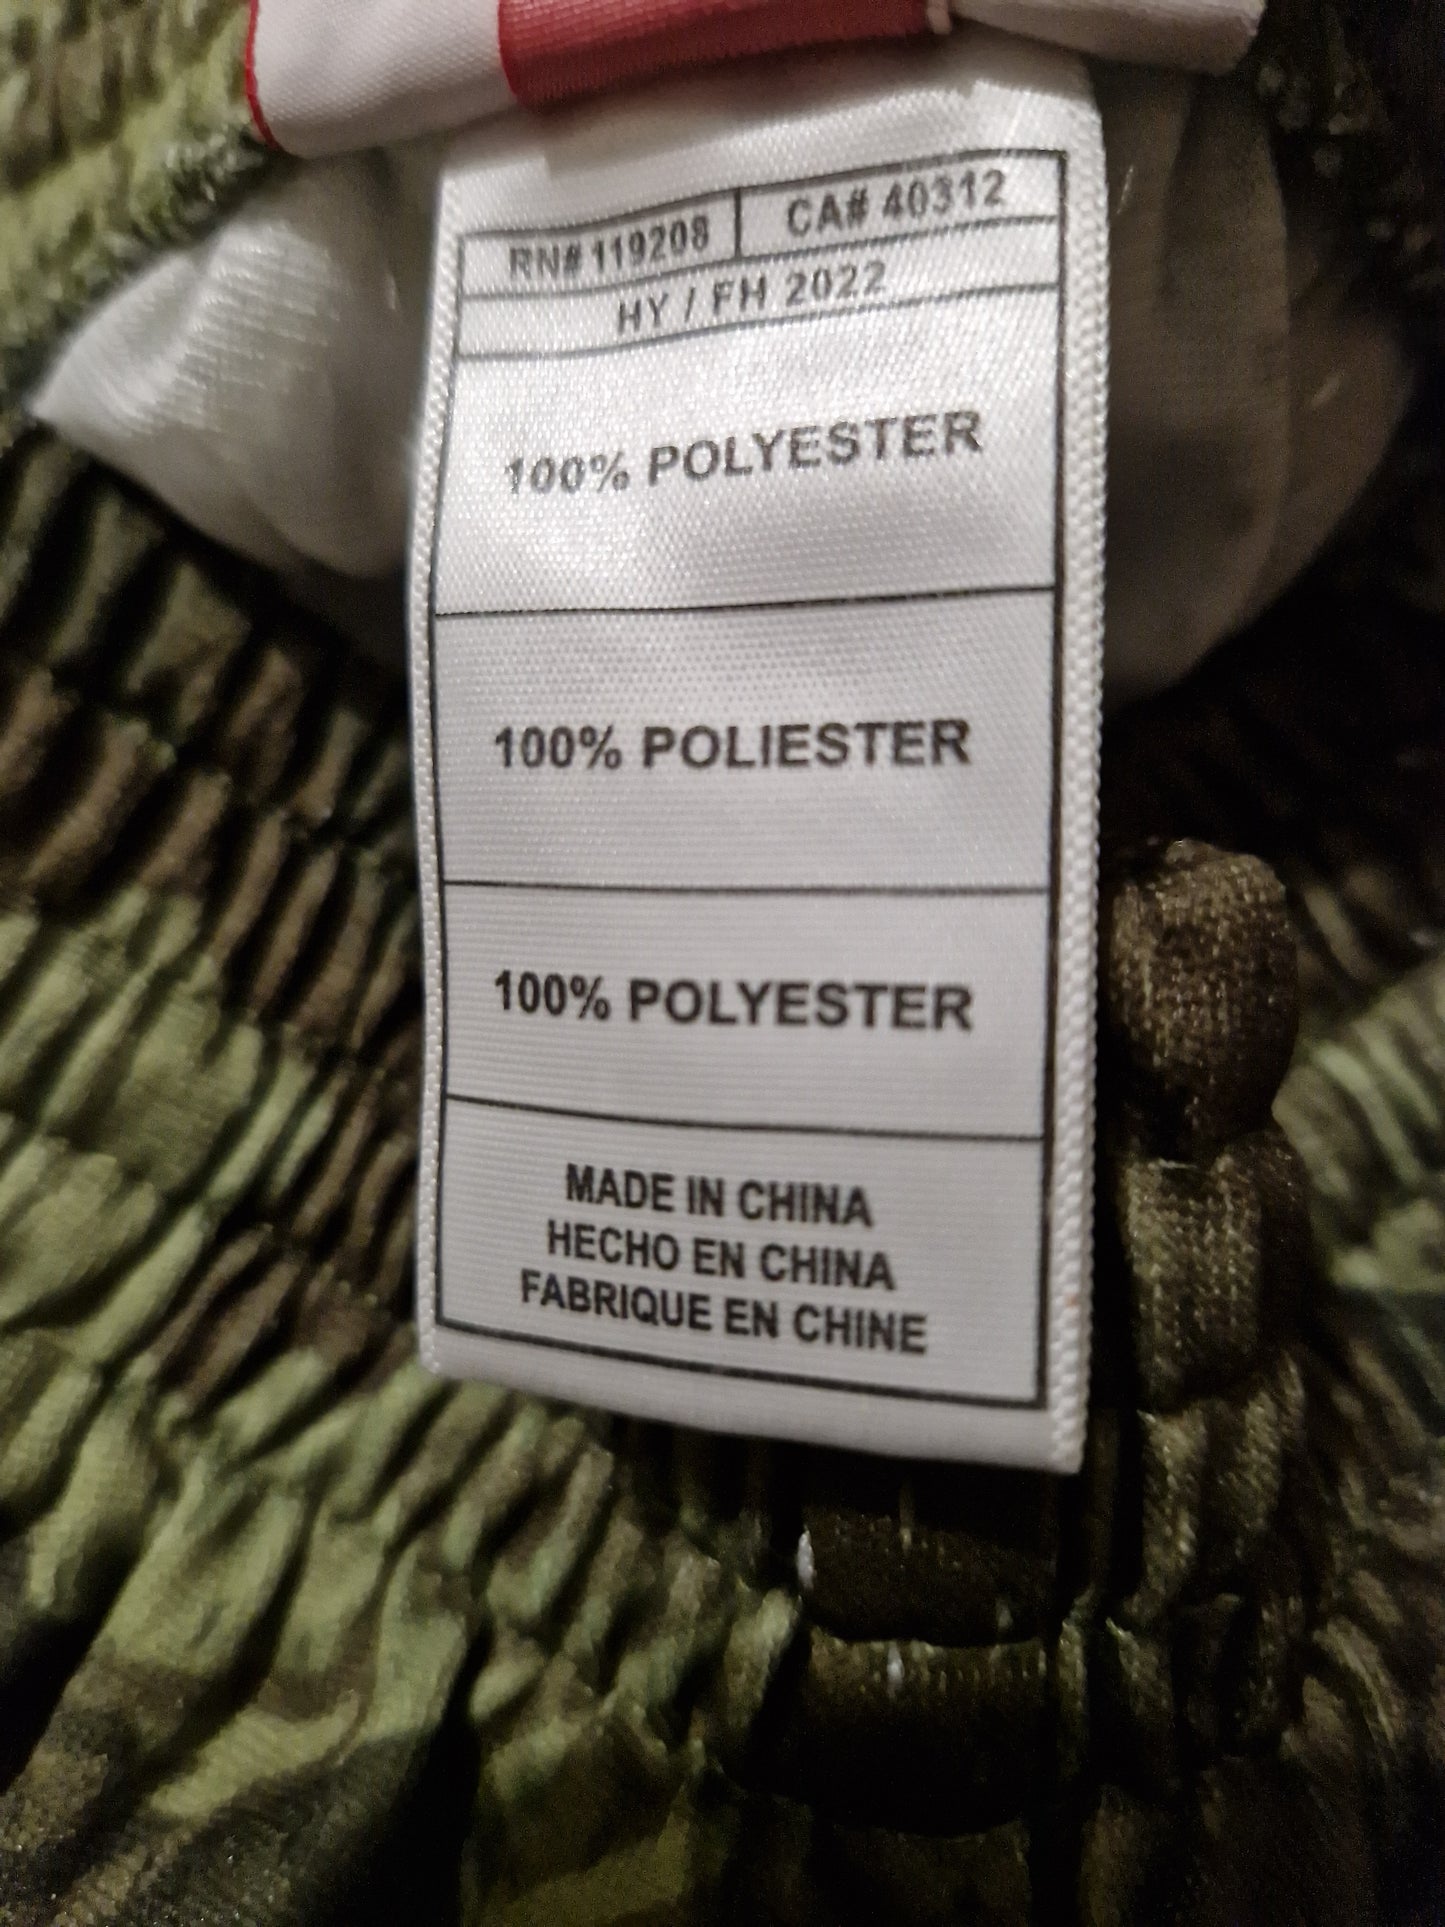 RN# 119208 CA# 40312
HY / FH 2022
100% POLYESTER
100% POLIESTER
100% POLYESTER
MADE IN CHINA
HECHO EN CHINA
FABRIQUE EN CHINE